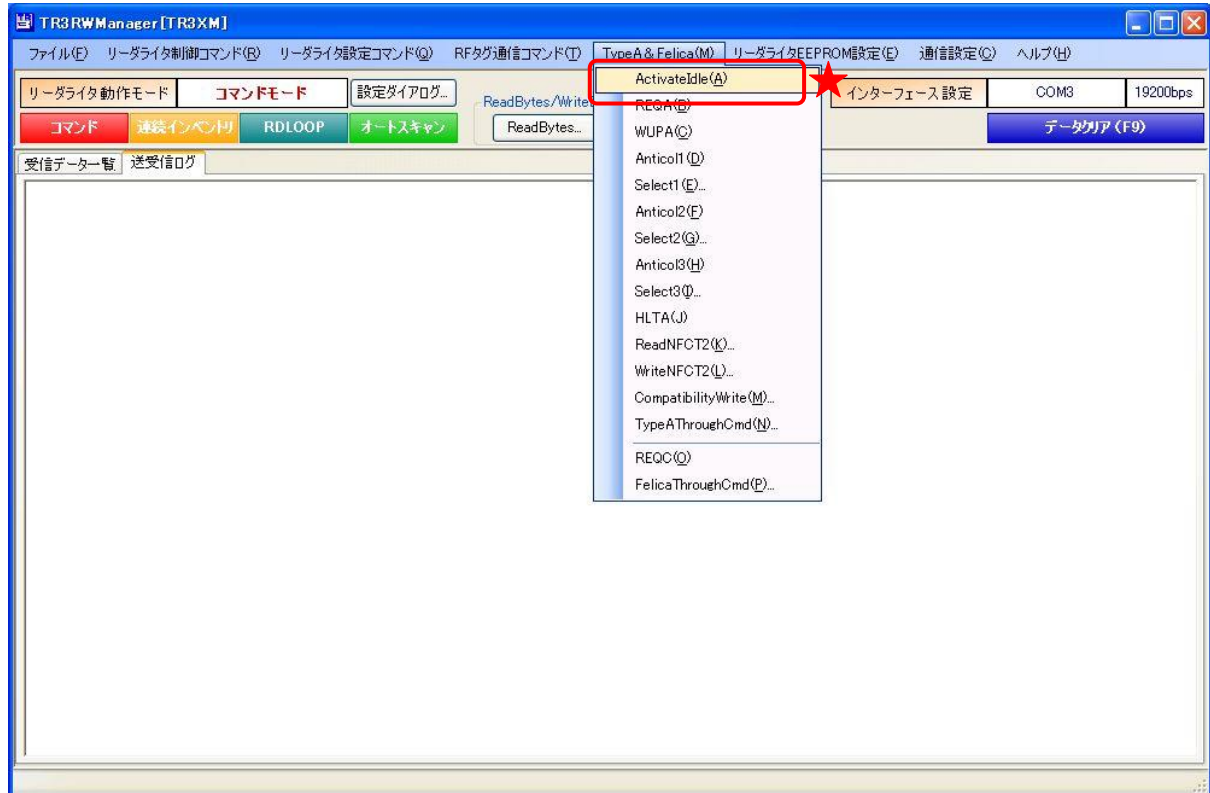 TR3RWManager[TR3XM]
ファイル(F) リーダライタ制御コマンド(R) リーダライタ設定コマンド(Q) RFタグ通信コマンド(T) TypeA&Felica(M) リーダライタEEPROM設定(E) 通信設定(C) ヘルプ(H)
リーダライタ動作モード コマンドモード 設定ダイアログ... ReadBytes/Write インターフェース設定 COM3 19200bps
コマンド 連続インベントリ RDLOOP オートスキャン ReadBytes... データクリア(F9)
受信データ一覧 送受信ログ
ActivateIdle(A)
REQA(B)
WUPA(C)
Anticol1(D)
Select1(E)...
Anticol2(F)
Select2(G)...
Anticol3(H)
Select3(I)...
HLTA(J)
ReadNFCT2(K)...
WriteNFCT2(L)...
CompatibilityWrite(M)...
TypeAThroughCmd(N)...
REQC(O)
FelicaThroughCmd(P)...